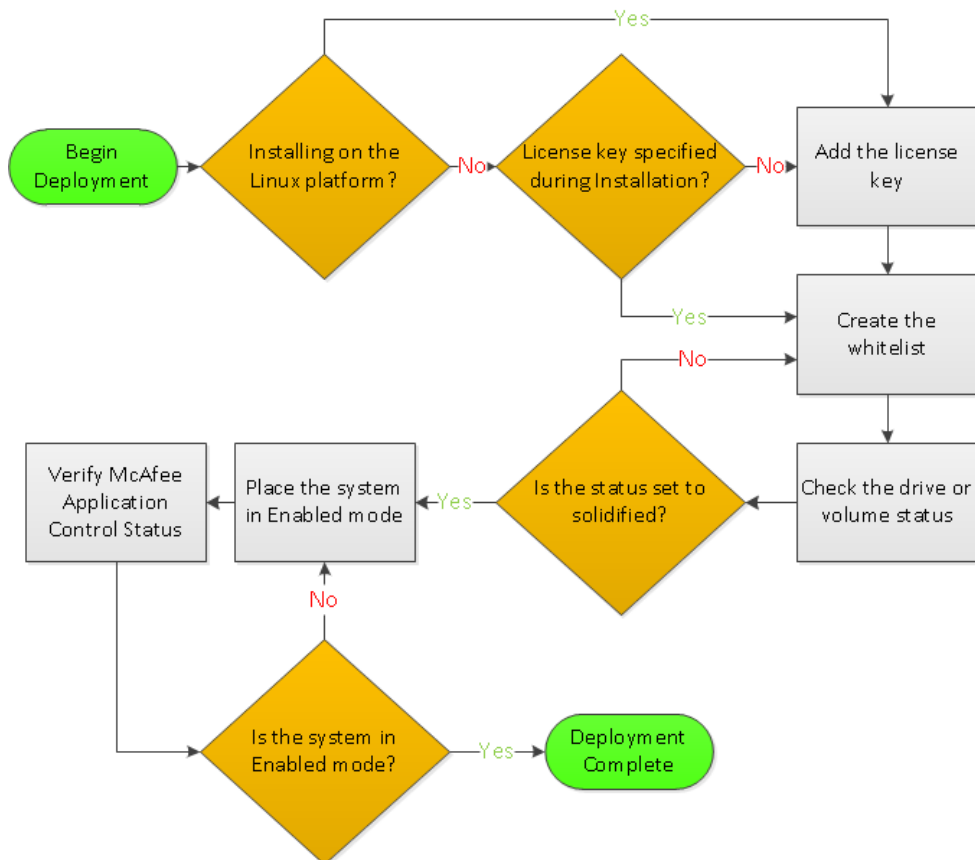 Yes
Begin
Deployment
Installing on the
Linux platform?
No
License key specified
during Installation?
No
Add the license
key
Yes
Create the
whitelist
No
Verify McAfee
Application
Control Status
Place the system
in Enabled mode
Yes
Is the status set to
solidified?
Check the drive or
volume status
No
Is the system in
Enabled mode?
Yes
Deployment
Complete